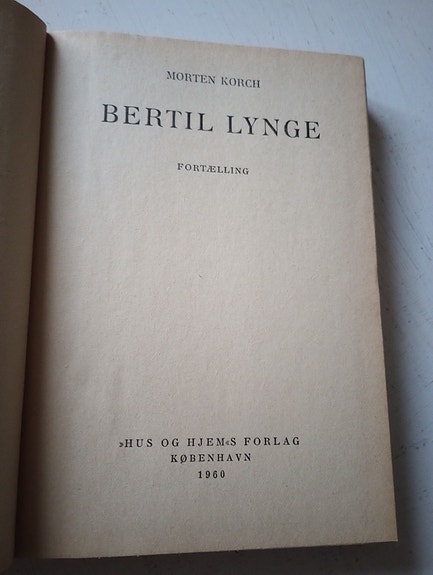 MORTEN KORCH
BERTIL LYNGE
FORTÆLLING
»HUS OG HJEM«S FORLAG
KØBENHAVN
1960